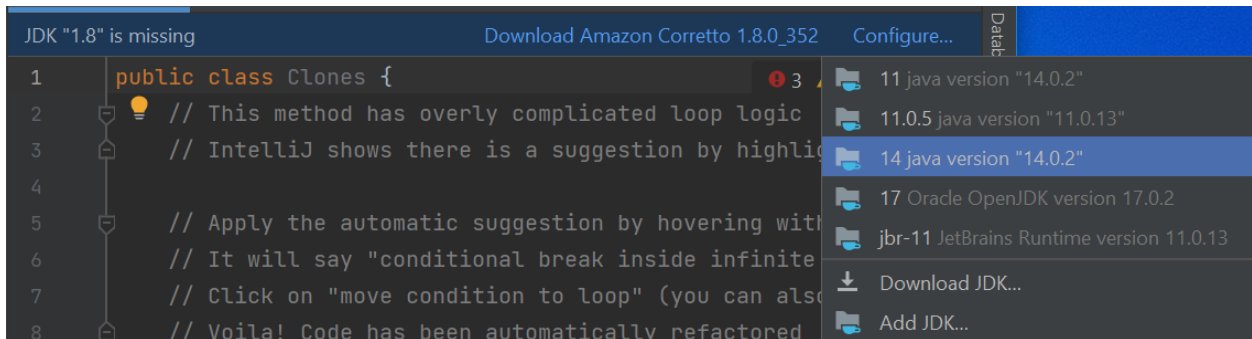 JDK "1.8" is missing
Download Amazon Corretto 1.8.0_352
Configure...
Datab
1 public class Clones {
3
2 // This method has overly complicated loop logic
3 // IntelliJ shows there is a suggestion by highlig
4
5 // Apply the automatic suggestion by hovering with
6 // It will say "conditional break inside infinite
7 // Click on "move condition to loop" (you can also
8 // Voila! Code has been automatically refactored
11 java version "14.0.2"
11.0.5 java version "11.0.13"
14 java version "14.0.2"
17 Oracle OpenJDK version 17.0.2
jbr-11 JetBrains Runtime version 11.0.13
Download JDK...
Add JDK...